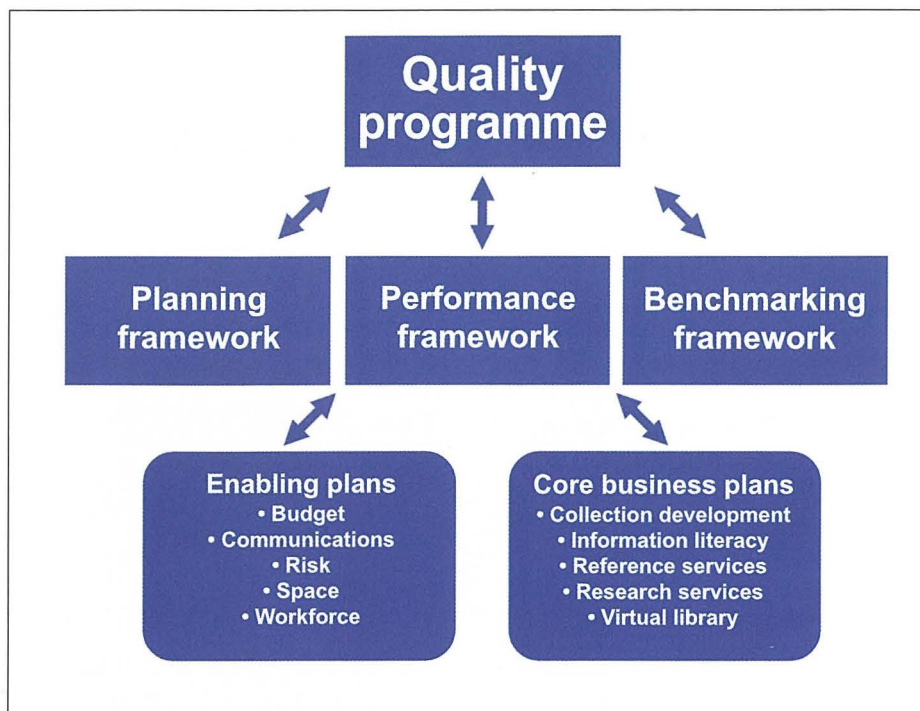 Quality
programme
Planning
framework
Performance
framework
Benchmarking
framework
Enabling plans
• Budget
• Communications
• Risk
• Space
• Workforce
Core business plans
• Collection development
• Information literacy
• Reference services
• Research services
• Virtual library